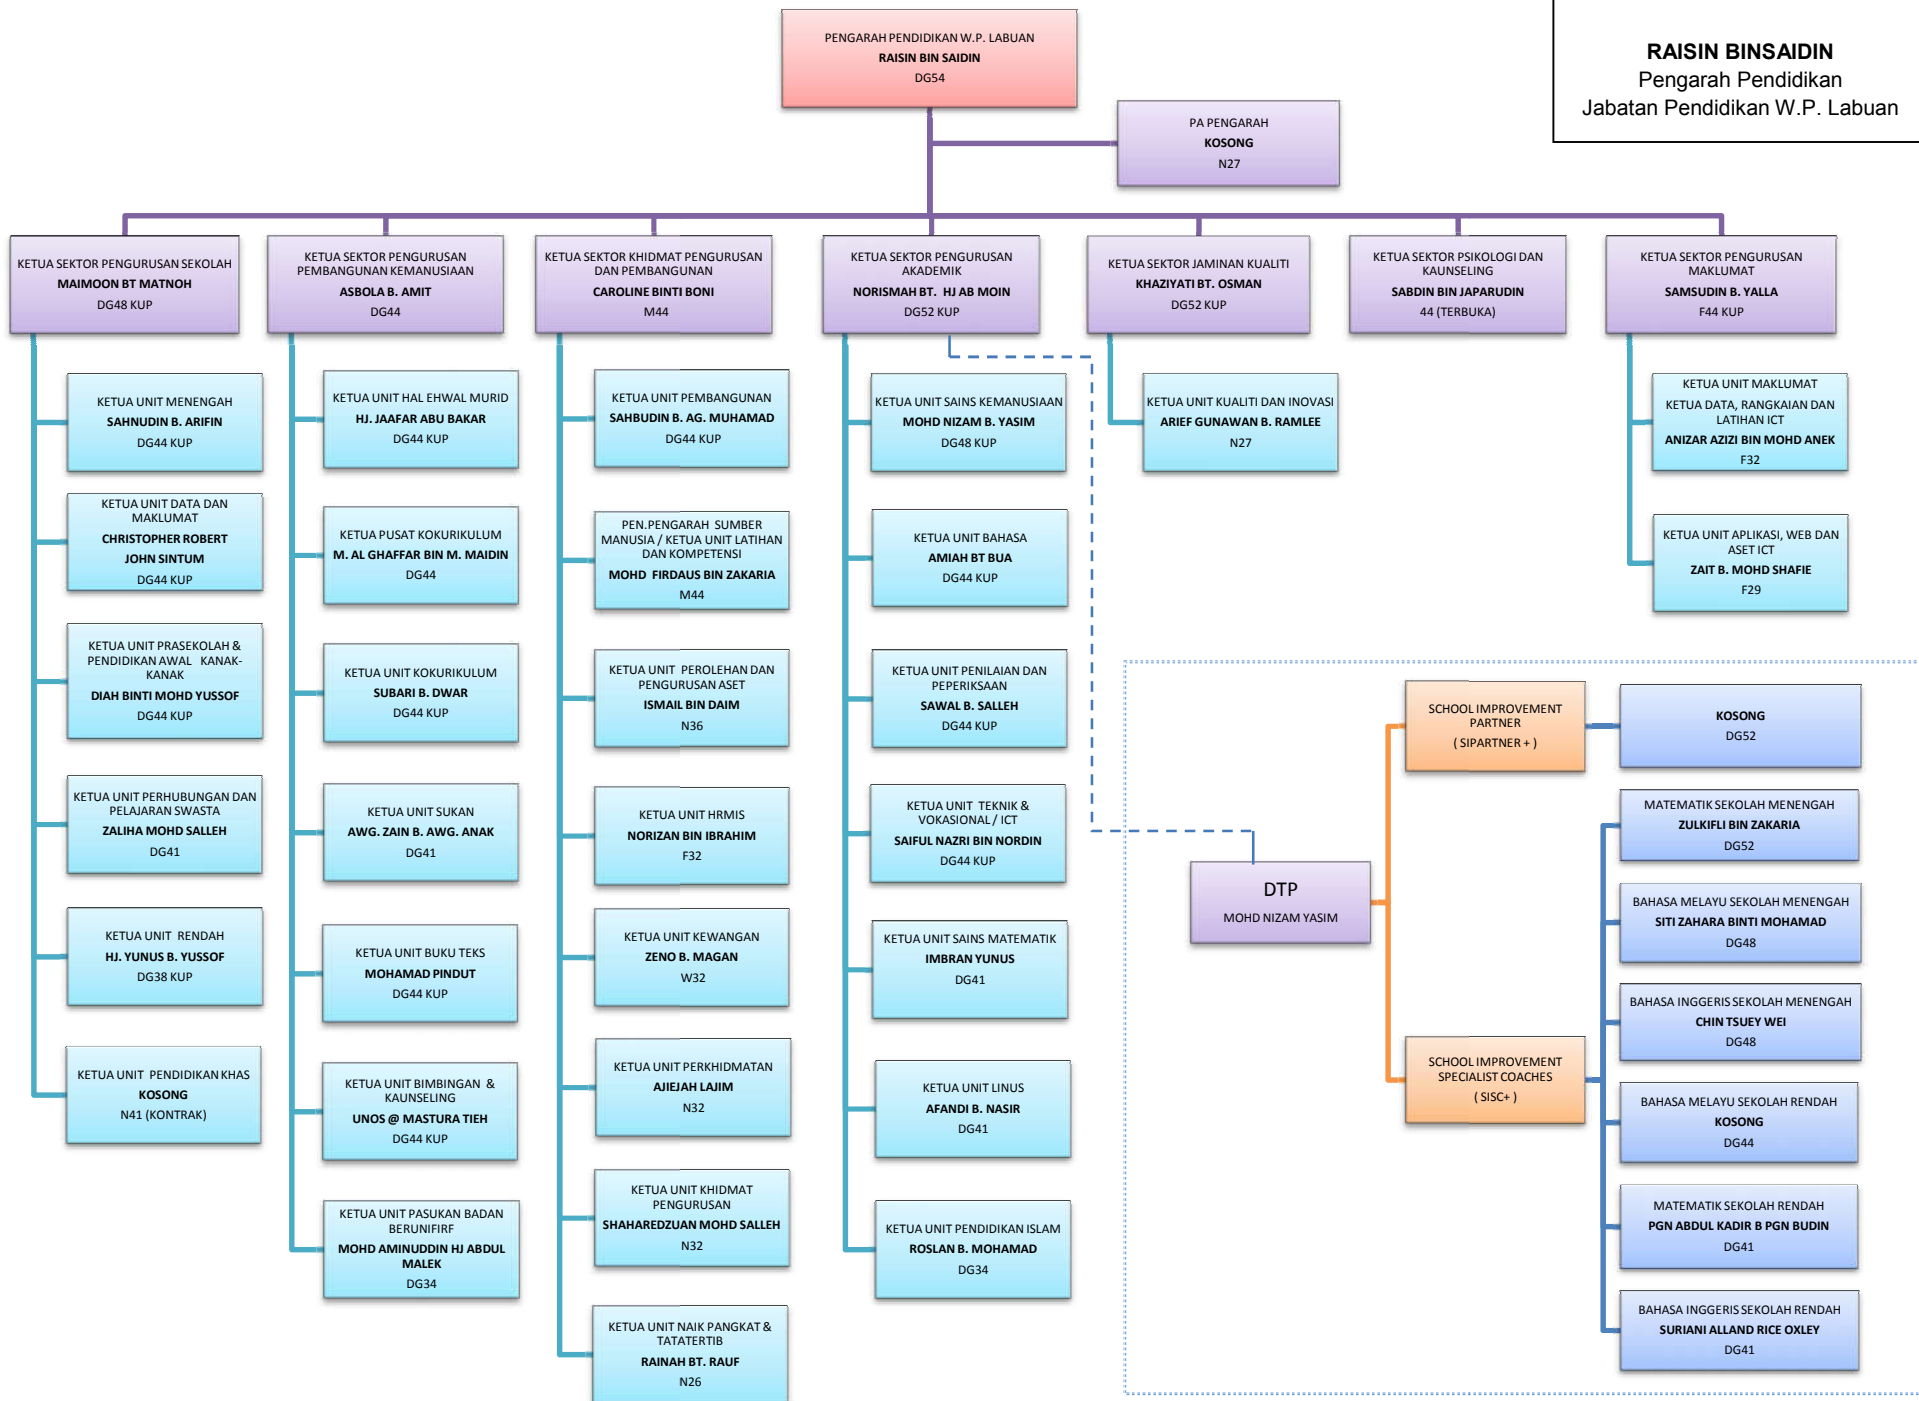 PENGARAH PENDIDIKAN W.P. LABUAN
RAISIN BIN SAIDIN
DG54
RAISIN BINSAIDIN
Pengarah Pendidikan
Jabatan Pendidikan W.P. Labuan
PA PENGARAH
KOSONG
N27
KETUA SEKTOR PENGURUSAN SEKOLAH
MAIMOON BT MATNOH
DG48 KUP
KETUA SEKTOR PENGURUSAN
PEMBANGUNAN KEMANUSIAAN
ASBOLA B. AMIT
DG44
KETUA SEKTOR KHIDMAT PENGURUSAN
DAN PEMBANGUNAN
CAROLINE BINTI BONI
M44
KETUA SEKTOR PENGURUSAN
AKADEMIK
NORISMAH BT. HJ AB MOIN
DG52 KUP
KETUA SEKTOR JAMINAN KUALITI
KHAZIYATI BT. OSMAN
DG52 KUP
KETUA SEKTOR PSIKOLOGI DAN
KAUNSELING
SABDIN BIN JAPARUDIN
44 (TERBUKA)
KETUA SEKTOR PENGURUSAN
MAKLUMAT
SAMSUDIN B. YALLA
F44 KUP
KETUA UNIT MENENGAH
SAHNUDIN B. ARIFIN
DG44 KUP
KETUA UNIT DATA DAN
MAKLUMAT
CHRISTOPHER ROBERT
JOHN SINTUM
DG44 KUP
KETUA UNIT PRASEKOLAH &
PENDIDIKAN AWAL KANAK-
KANAK
DIAH BINTI MOHD YUSSOF
DG44 KUP
KETUA UNIT PERHUBUNGAN DAN
PELAJARAN SWASTA
ZALIHA MOHD SALLEH
DG41
KETUA UNIT RENDAH
HJ. YUNUS B. YUSSOF
DG38 KUP
KETUA UNIT PENDIDIKAN KHAS
KOSONG
N41 (KONTRAK)
KETUA UNIT HAL EHWAL MURID
HJ. JAAFAR ABU BAKAR
DG44 KUP
KETUA PUSAT KOKURIKULUM
M. AL GHAFFAR BIN M. MAIDIN
DG44
KETUA UNIT KOKURIKULUM
SUBARI B. DWAR
DG44 KUP
KETUA UNIT SUKAN
AWG. ZAIN B. AWG. ANAK
DG41
KETUA UNIT BUKU TEKS
MOHAMAD PINDUT
DG44 KUP
KETUA UNIT BIMBINGAN &
KAUNSELING
UNOS @ MASTURA TIEH
DG44 KUP
KETUA UNIT PASUKAN BADAN
BERUNIFIRF
MOHD AMINUDDIN HJ ABDUL
MALEK
DG34
KETUA UNIT PEMBANGUNAN
SAHBUDIN B. AG. MUHAMAD
DG44 KUP
PEN.PENGARAH SUMBER
MANUSIA / KETUA UNIT LATIHAN
DAN KOMPETENSI
MOHD FIRDAUS BIN ZAKARIA
M44
KETUA UNIT PEROLEHAN DAN
PENGURUSAN ASET
ISMAIL BIN DAIM
N36
KETUA UNIT HRMIS
NORIZAN BIN IBRAHIM
F32
KETUA UNIT KEWANGAN
ZENO B. MAGAN
W32
KETUA UNIT PERKHIDMATAN
AJIEJAH LAJIM
N32
KETUA UNIT KHIDMAT
PENGURUSAN
SHAHAREDZUAN MOHD SALLEH
N32
KETUA UNIT NAIK PANGKAT &
TATATERTIB
RAINAH BT. RAUF
N26
KETUA UNIT SAINS KEMANUSIAAN
MOHD NIZAM B. YASIM
DG48 KUP
KETUA UNIT BAHASA
AMIAH BT BUA
DG44 KUP
KETUA UNIT PENILAIAN DAN
PEPERIKSAAN
SAWAL B. SALLEH
DG44 KUP
KETUA UNIT TEKNIK &
VOKASIONAL / ICT
SAIFUL NAZRI BIN NORDIN
DG44 KUP
KETUA UNIT SAINS MATEMATIK
IMBRAN YUNUS
DG41
KETUA UNIT LINUS
AFANDI B. NASIR
DG41
KETUA UNIT PENDIDIKAN ISLAM
ROSLAN B. MOHAMAD
DG34
KETUA UNIT KUALITI DAN INOVASI
ARIEF GUNAWAN B. RAMLEE
N27
KETUA UNIT MAKLUMAT
KETUA DATA, RANGKAIAN DAN
LATIHAN ICT
ANIZAR AZIZI BIN MOHD ANEK
F32
KETUA UNIT APLIKASI, WEB DAN
ASET ICT
ZAIT B. MOHD SHAFIE
F29
DTP
MOHD NIZAM YASIM
SCHOOL IMPROVEMENT
PARTNER
( SIPARTNER + )
KOSONG
DG52
SCHOOL IMPROVEMENT
SPECIALIST COACHES
( SISC+ )
MATEMATIK SEKOLAH MENENGAH
ZULKIFLI BIN ZAKARIA
DG52
BAHASA MELAYU SEKOLAH MENENGAH
SITI ZAHARA BINTI MOHAMAD
DG48
BAHASA INGGERIS SEKOLAH MENENGAH
CHIN TSUEY WEI
DG48
BAHASA MELAYU SEKOLAH RENDAH
KOSONG
DG44
MATEMATIK SEKOLAH RENDAH
PGN ABDUL KADIR B PGN BUDIN
DG41
BAHASA INGGERIS SEKOLAH RENDAH
SURIANI ALLAND RICE OXLEY
DG41